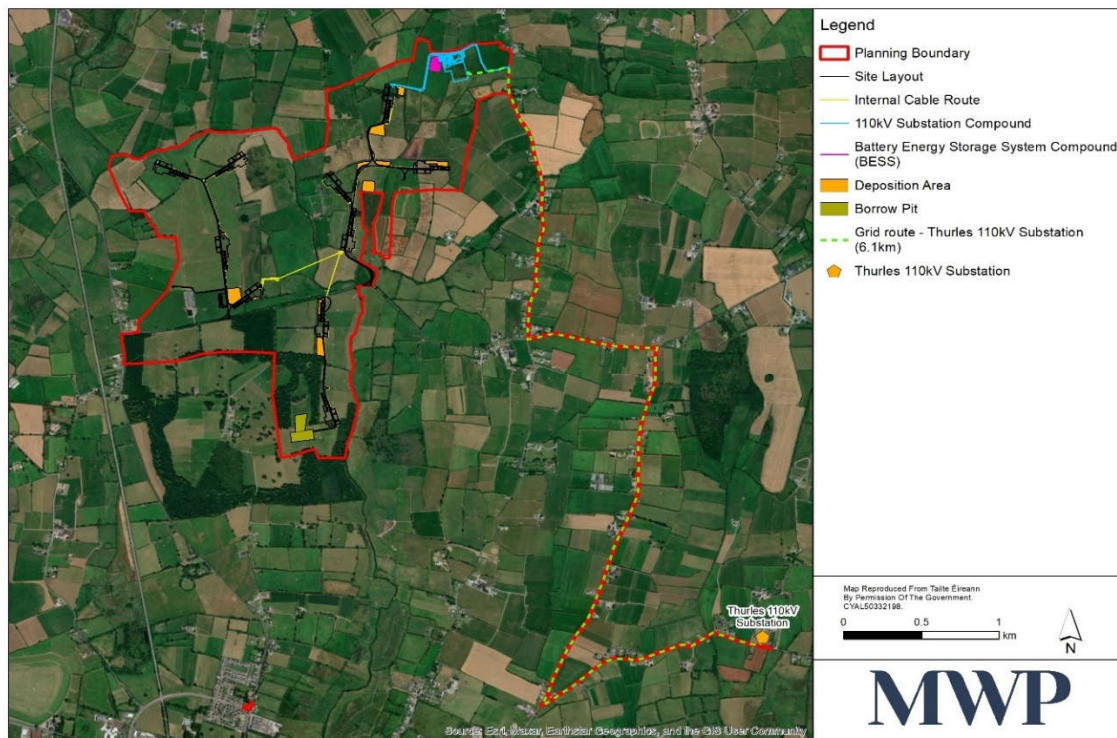 Legend
Planning Boundary
Site Layout
Internal Cable Route
110kV Substation Compound
Battery Energy Storage System Compound
(BESS)
Deposition Area
Borrow Pit
Grid route - Thurles 110kV Substation
(6.1km)
Thurles 110kV Substation
Thurles 110kV
Substation
Map Reproduced From Tailte Éireann
By Permission Of The Government.
CYAL50332198.
0 0.5 1
km
N
MWP
Source: Esri, Maxar, Earthstar Geographics, and the GIS User Community